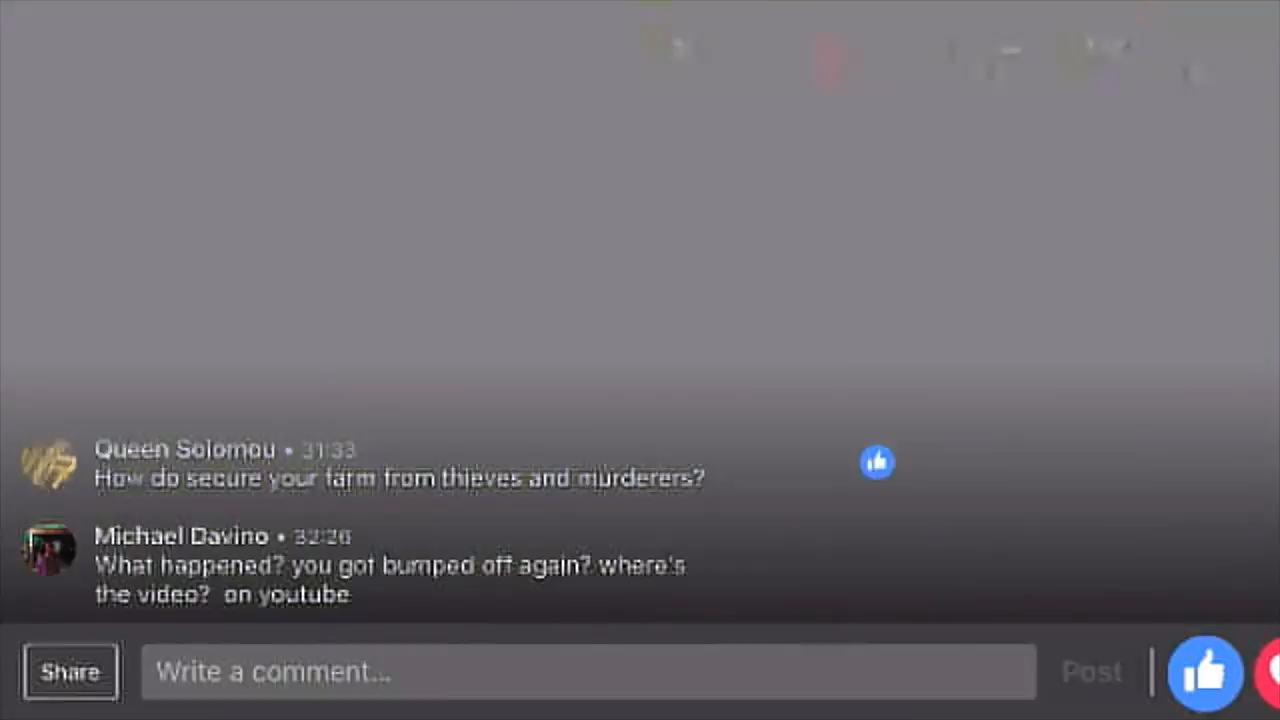 Queen Solomou • 31:33
How do secure your farm from thieves and murderers?
Michael Davino • 32:26
What happened? you got bumped off again? where's
the video? on youtube
Share
Write a comment...
Post